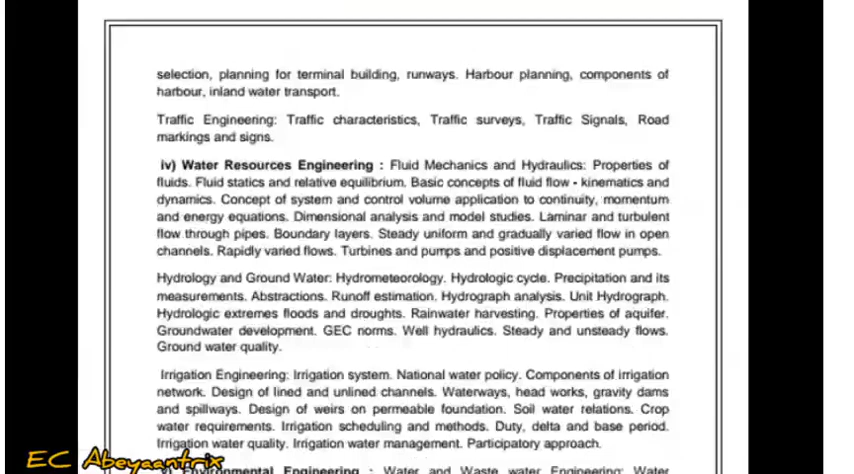 selection, planning for terminal building, runways. Harbour planning, components of
harbour, inland water transport.
Traffic Engineering: Traffic characteristics, Traffic surveys, Traffic Signals, Road
markings and signs.
iv) Water Resources Engineering : Fluid Mechanics and Hydraulics: Properties of
fluids. Fluid statics and relative equilibrium. Basic concepts of fluid flow - kinematics and
dynamics. Concept of system and control volume application to continuity, momentum
and energy equations. Dimensional analysis and model studies. Laminar and turbulent
flow through pipes. Boundary layers. Steady uniform and gradually varied flow in open
channels. Rapidly varied flows. Turbines and pumps and positive displacement pumps.
Hydrology and Ground Water: Hydrometeorology. Hydrologic cycle. Precipitation and its
measurements. Abstractions. Runoff estimation. Hydrograph analysis. Unit Hydrograph.
Hydrologic extremes floods and droughts. Rainwater harvesting. Properties of aquifer.
Groundwater development. GEC norms. Well hydraulics. Steady and unsteady flows.
Ground water quality.
Irrigation Engineering: Irrigation system. National water policy. Components of irrigation
network. Design of lined and unlined channels. Waterways, head works, gravity dams
and spillways. Design of weirs on permeable foundation. Soil water relations. Crop
water requirements. Irrigation scheduling and methods. Duty, delta and base period.
Irrigation water quality. Irrigation water management. Participatory approach.
v) Environmental Engineering : Water and Waste water Engineering: Water
EC Abeyaantrix